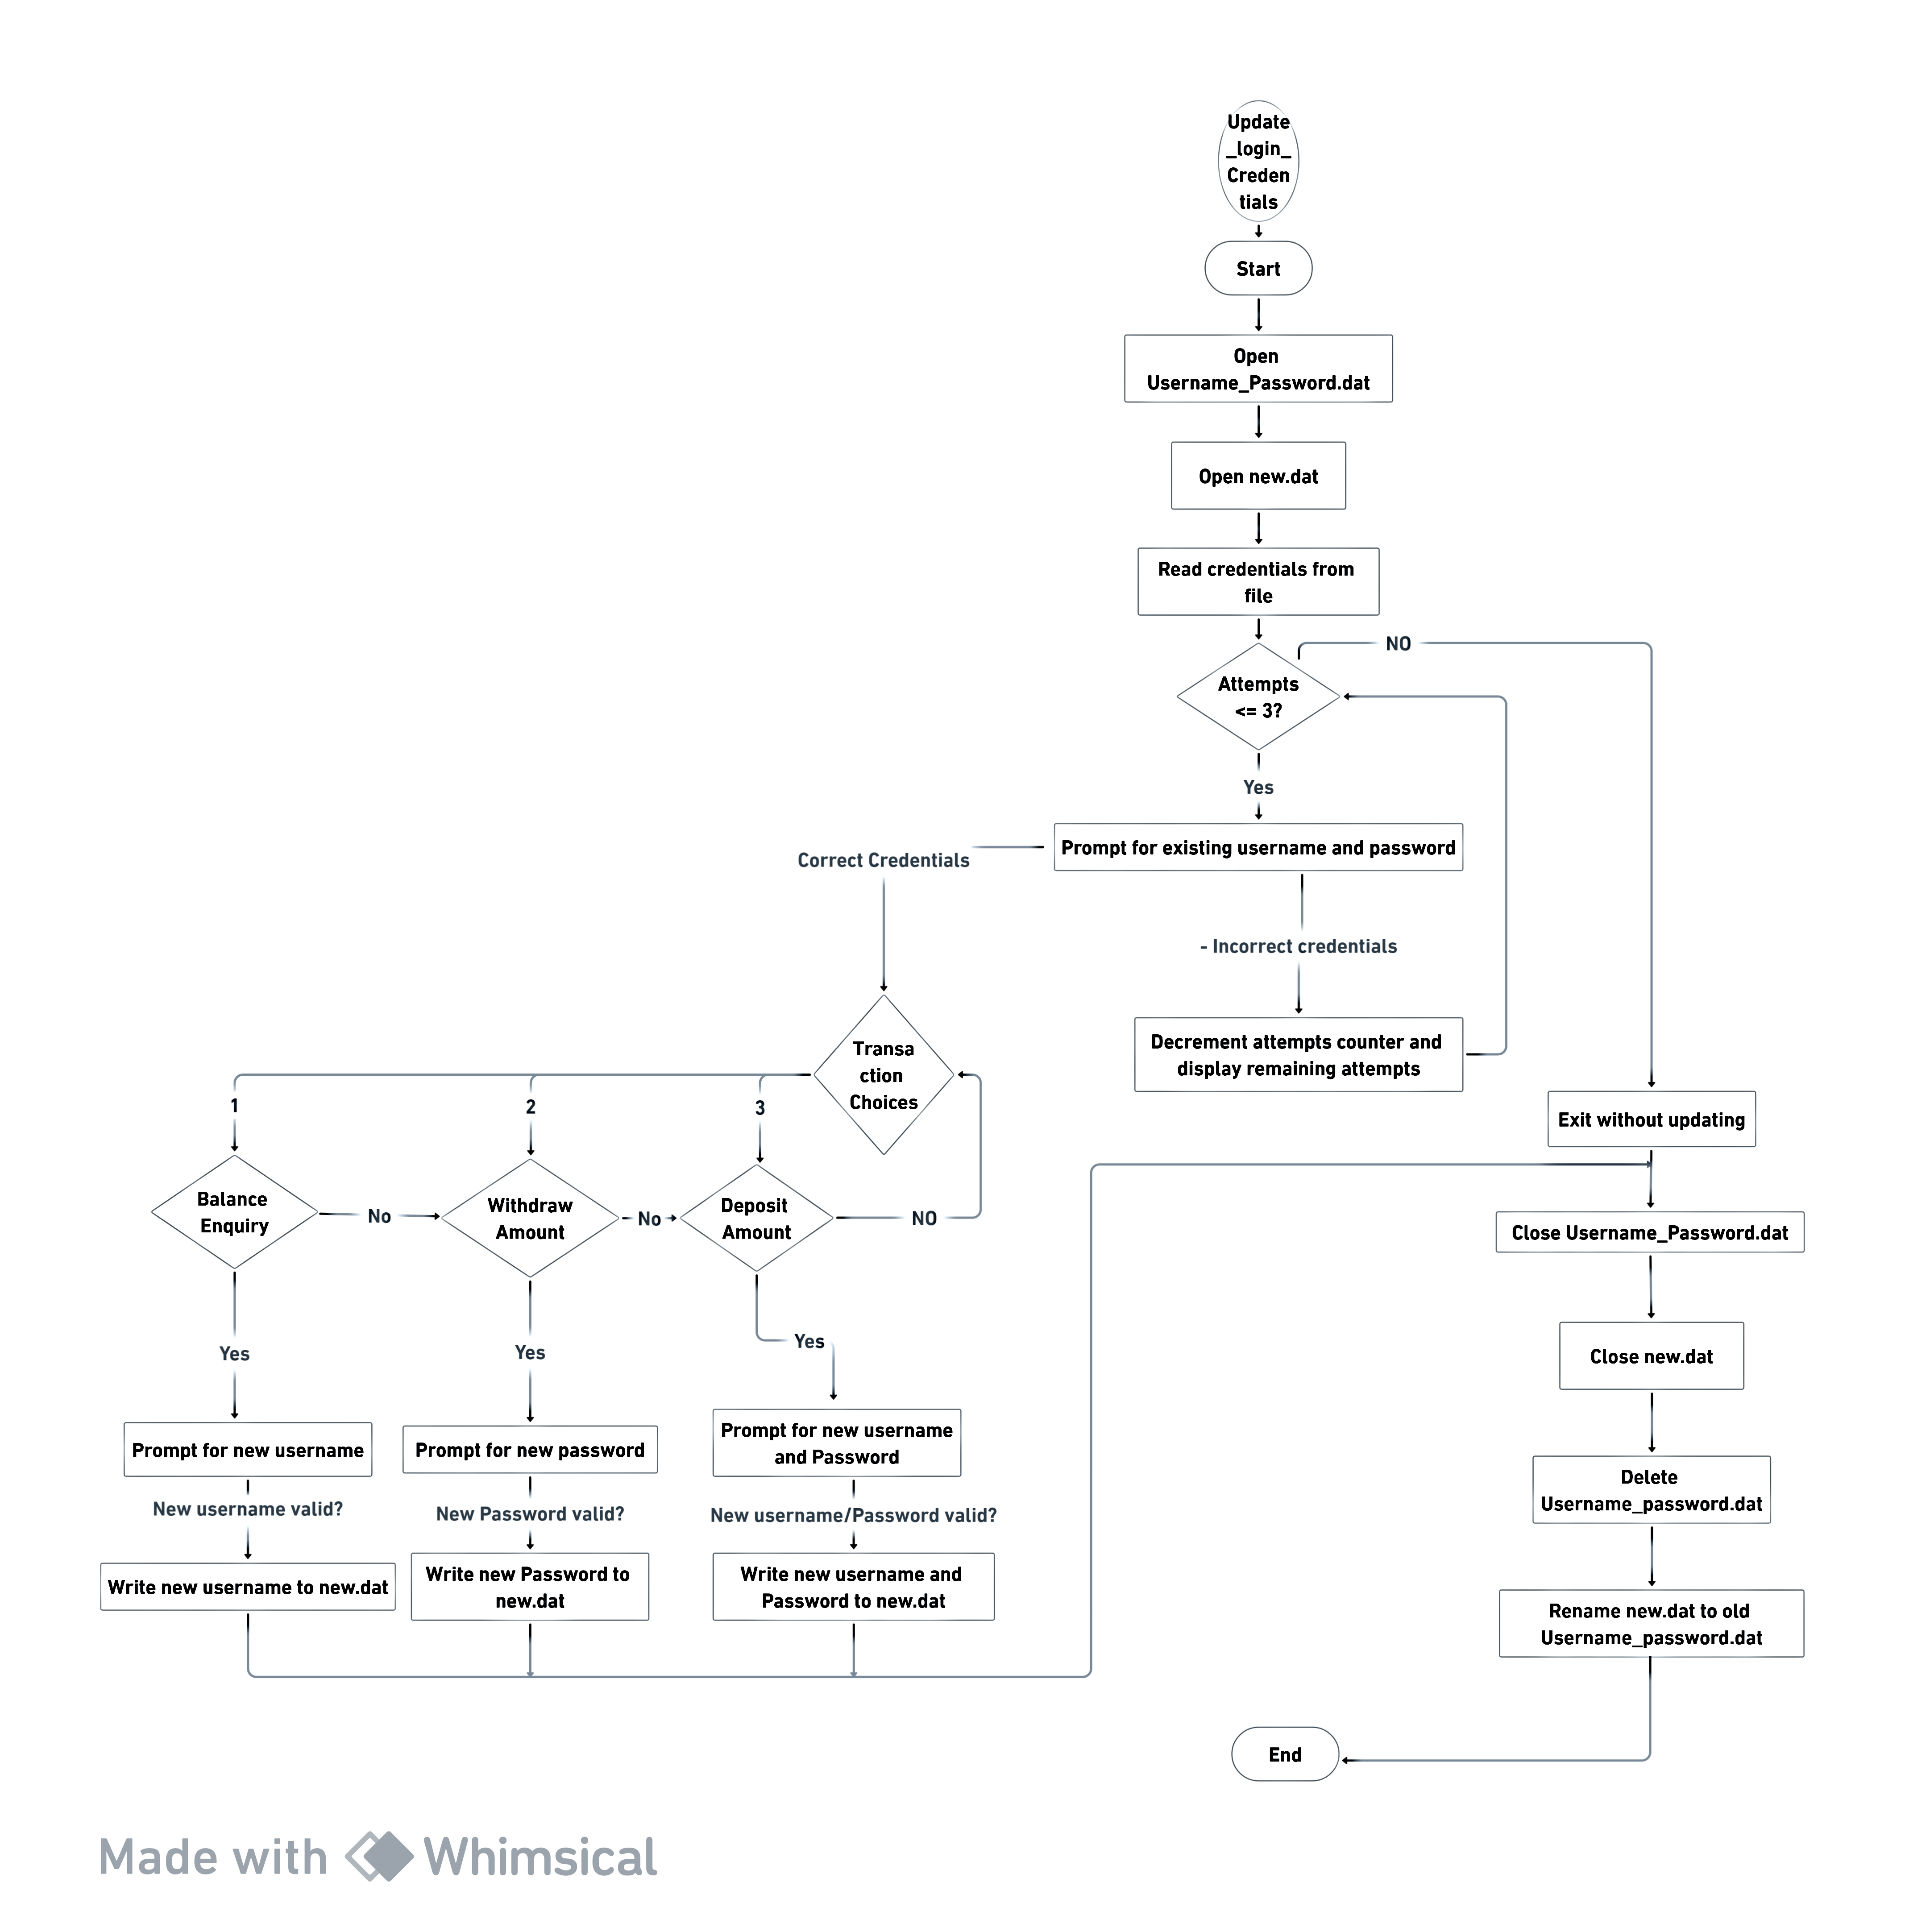 Update
_login_
Creden
tials
Start
Open
Username_Password.dat
Open new.dat
Read credentials from
file
NO
Attempts
<= 3?
Yes
Prompt for existing username and password
Correct Credentials
- Incorrect credentials
Decrement attempts counter and
display remaining attempts
Transa
ction
Choices
1
2
3
Exit without updating
Balance
Enquiry
No
Withdraw
Amount
No
Deposit
Amount
NO
Close Username_Password.dat
Yes
Yes
Yes
Close new.dat
Prompt for new username
Prompt for new password
Prompt for new username
and Password
Delete
Username_password.dat
New username valid?
New Password valid?
New username/Password valid?
Write new username to new.dat
Write new Password to
new.dat
Write new username and
Password to new.dat
Rename new.dat to old
Username_password.dat
End
Made with Whimsical